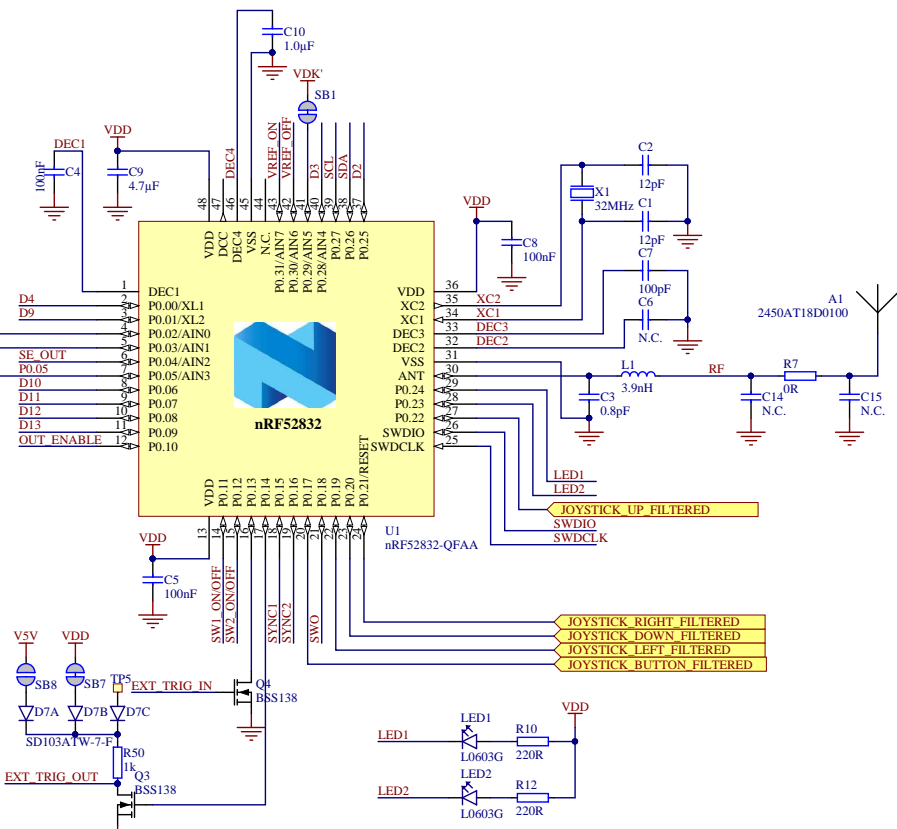 C10
1.0µF
VDK'
SB1
DEC1
100nF
C4
VDD
C9
4.7µF
DEC4
VREF_ON
VREF_OFF
D3
SCL
SDA
D2
48
47
46
45
44
43
42
41
40
39
38
37
VDD
DCC
DEC4
VSS
N.C.
P0.31/AIN7
P0.30/AIN6
P0.29/AIN5
P0.28/AIN4
P0.27
P0.26
P0.25
VDD
C8
100nF
C2
12pF
X1
32MHz
C1
12pF
C7
100pF
C6
N.C.
A1
2450AT18D0100
1 DEC1
D4 2 P0.00/XL1
D9 3 P0.01/XL2
4 P0.02/AIN0
5 P0.03/AIN1
SE_OUT 6 P0.04/AIN2
P0.05 7 P0.05/AIN3
D10 8 P0.06
D11 9 P0.07
D12 10 P0.08
D13 11 P0.09
OUT_ENABLE 12 P0.10
nRF52832
VDD 36
XC2 35 XC2
XC1 34 XC1
DEC3 33 DEC3
DEC2 32 DEC2
VSS 31
ANT 30
P0.24 29
P0.23 28
P0.22 27
SWDIO 26
SWDCLK 25
L1
3.9nH
RF
R7
0R
C3
0.8pF
C14
N.C.
C15
N.C.
LED1
LED2
JOYSTICK_UP_FILTERED
SWDIO
SWDCLK
VDD
P0.11
P0.12
P0.13
P0.14
P0.15
P0.16
P0.17
P0.18
P0.19
P0.20
P0.21/RESET
13
14
15
16
17
18
19
20
21
22
23
24
U1
nRF52832-QFAA
VDD
C5
100nF
SW1_ON/OFF
SW2_ON/OFF
SYNC1
SYNC2
SWO
JOYSTICK_RIGHT_FILTERED
JOYSTICK_DOWN_FILTERED
JOYSTICK_LEFT_FILTERED
JOYSTICK_BUTTON_FILTERED
V5V
VDD
SB8
SB7
TP5
EXT_TRIG_IN
Q4
BSS138
D7A
D7B
D7C
SD103ATW-7-F
R50
1k
EXT_TRIG_OUT
Q3
BSS138
VDD
LED1
LED1
L0603G
R10
220R
LED2
LED2
L0603G
R12
220R